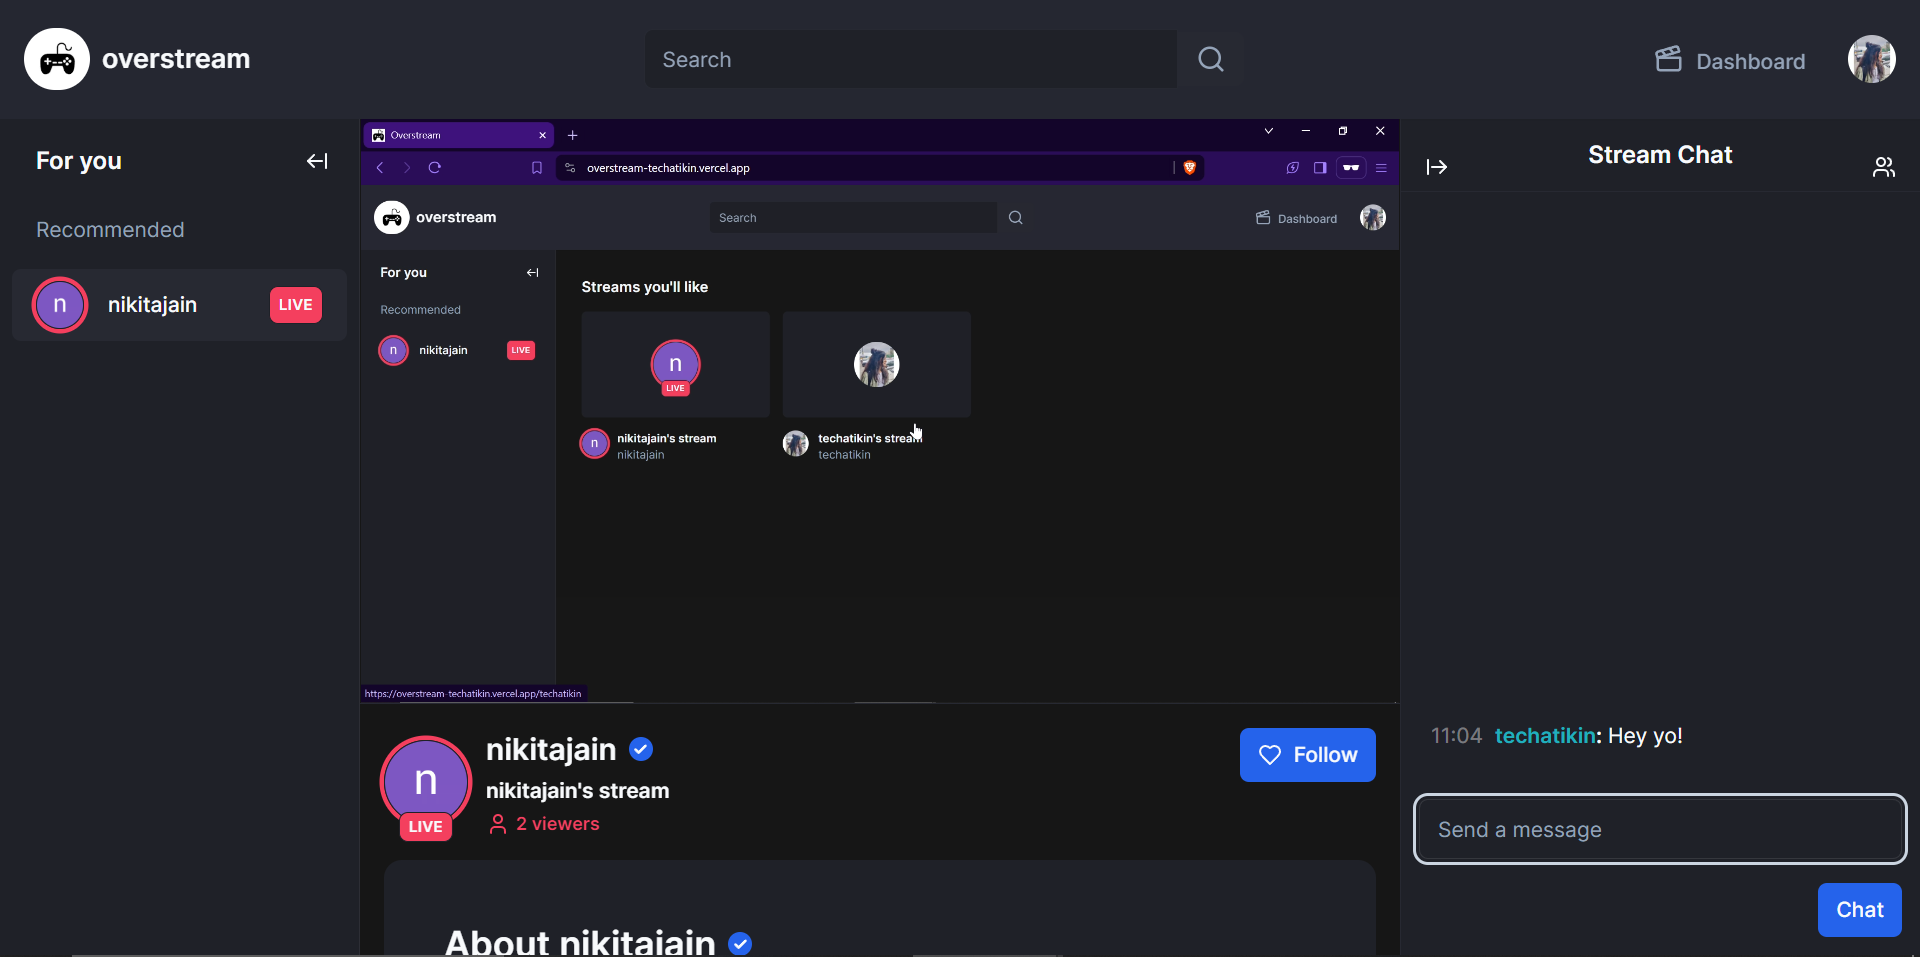 overstream
Search
Dashboard
For you
Recommended
n nikitajain LIVE
Overstream
overstream-techatikin.vercel.app
overstream
Search
Dashboard
For you
Recommended
n nikitajain LIVE
Streams you'll like
n
LIVE
n nikitajain's stream
nikitajain
techatikin's stream
techatikin
https://overstream-techatikin.vercel.app/techatikin
n
LIVE
nikitajain
nikitajain's stream
2 viewers
Follow
About nikitajain
Stream Chat
11:04 techatikin: Hey yo!
Send a message
Chat